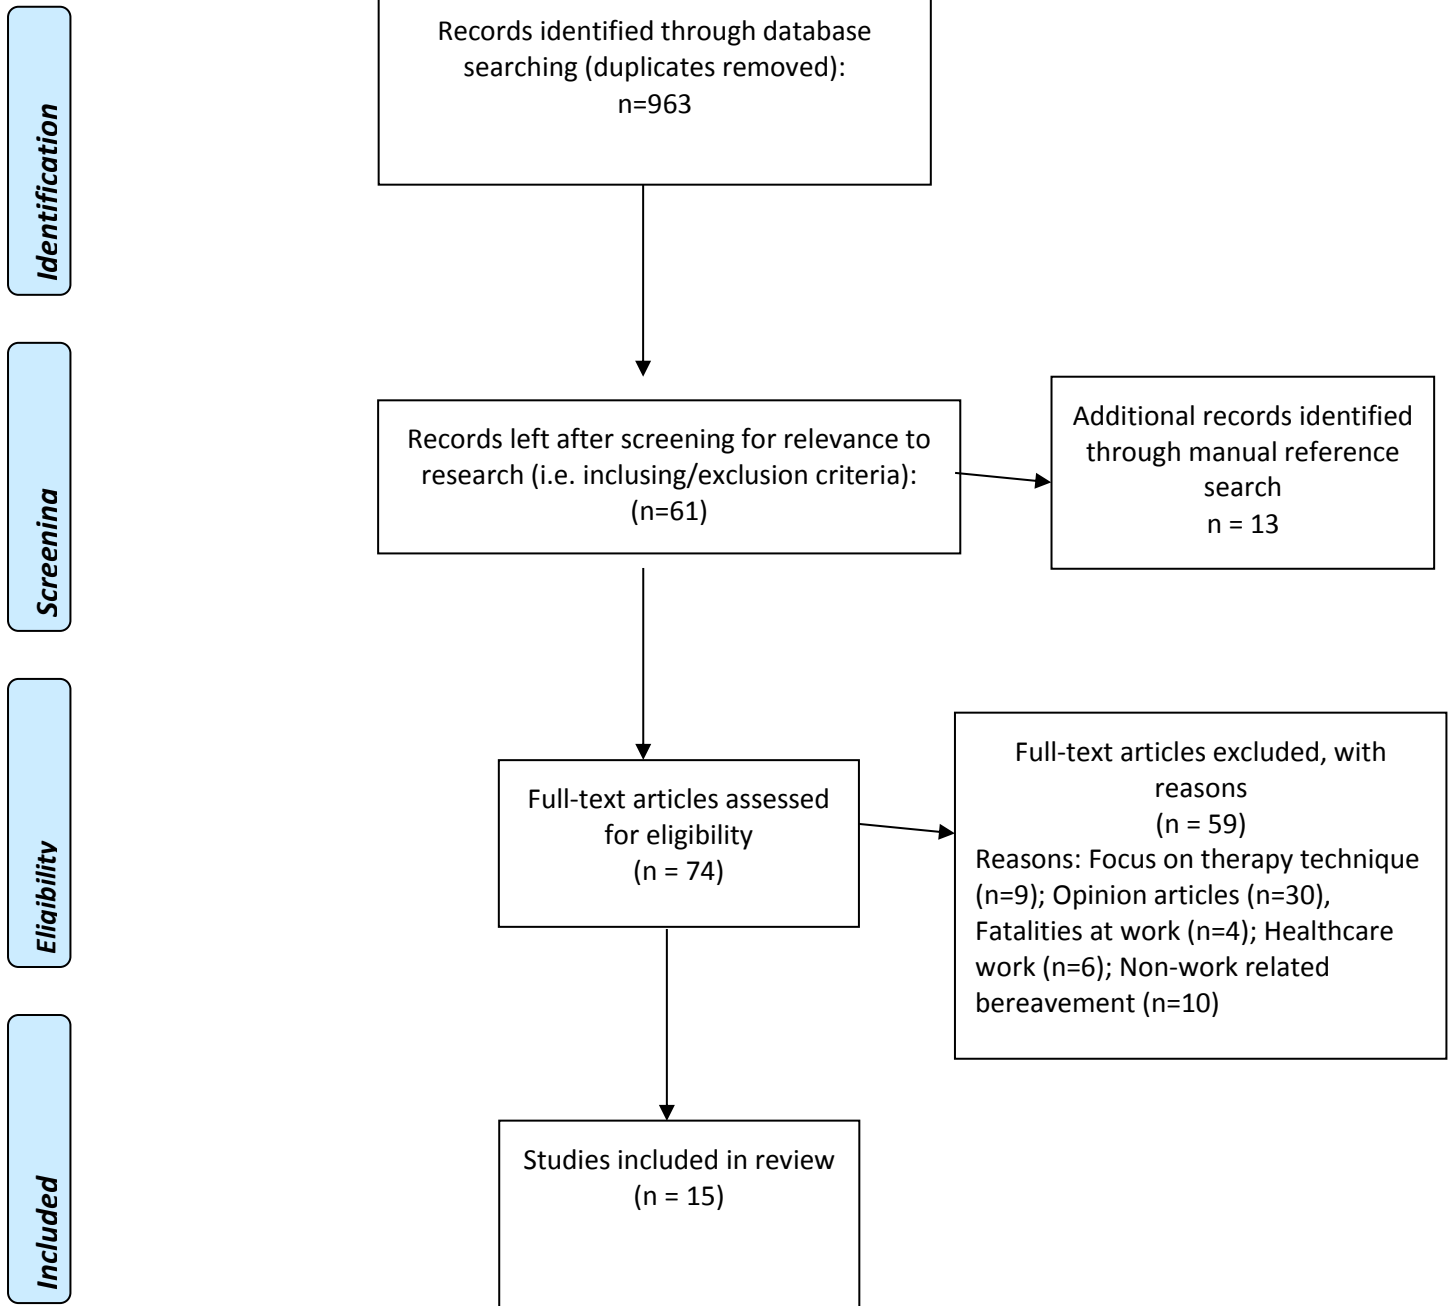 Identification
Records identified through database
searching (duplicates removed):
n=963
Screenina
Records left after screening for relevance to
research (i.e. inclusing/exclusion criteria):
(n=61)
Additional records identified
through manual reference
search
n = 13
Eligibility
Full-text articles assessed
for eligibility
(n = 74)
Full-text articles excluded, with
reasons
(n = 59)
Reasons: Focus on therapy technique
(n=9); Opinion articles (n=30),
Fatalities at work (n=4); Healthcare
work (n=6); Non-work related
bereavement (n=10)
Included
Studies included in review
(n = 15)